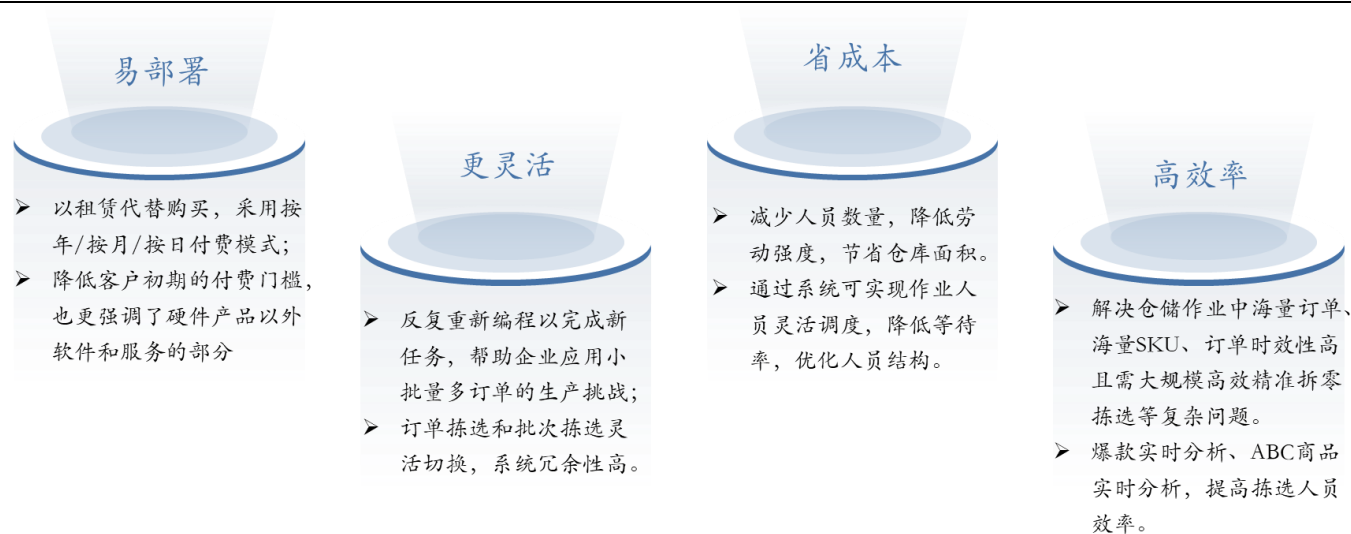 易部署
➢ 以租赁代替购买，采用按
年/按月/按日付费模式；
➢ 降低客户初期的付费门槛，
也更强调了硬件产品以外
软件和服务的部分
更灵活
➢ 反复重新编程以完成新
任务，帮助企业应用小
批量多订单的生产挑战；
➢ 订单拣选和批次拣选灵
活切换，系统冗余性高。
省成本
➢ 减少人员数量，降低劳
动强度，节省仓库面积。
➢ 通过系统可实现作业人
员灵活调度，降低等待
率，优化人员结构。
高效率
➢ 解决仓储作业中海量订单、
海量SKU、订单时效性高
且需大规模高效精准拆零
拣选等复杂问题。
➢ 爆款实时分析、ABC商品
实时分析，提高拣选人员
效率。